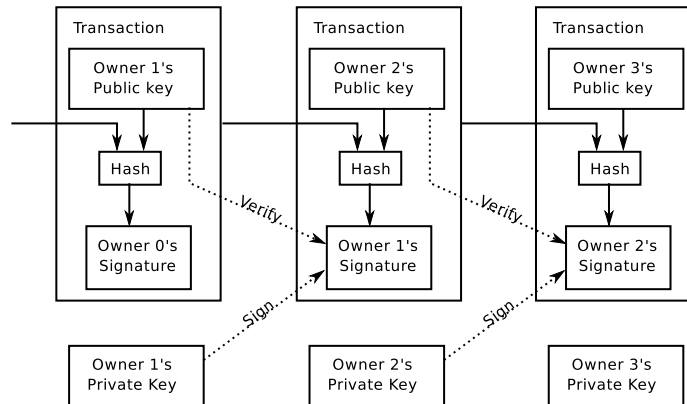 Transaction
Owner 1's
Public key
Hash
Owner 0's
Signature
Transaction
Owner 2's
Public key
Hash
Verify
Owner 1's
Signature
Transaction
Owner 3's
Public key
Hash
Verify
Owner 2's
Signature
Sign
Sign
Owner 1's
Private Key
Owner 2's
Private Key
Owner 3's
Private Key